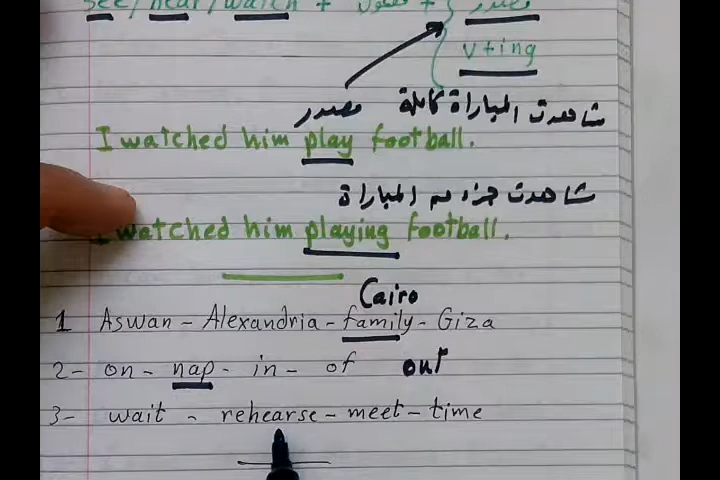 see/hear/watch + مفعول + مصدر
v+ing
شاهدت المباراة كاملة مصدر
I watched him play football.
شاهدت جزء من المباراة
I watched him playing football.
Cairo
1 Aswan - Alexandria - family - Giza
2- on - nap - in - of out
3- wait - rehearse - meet - time